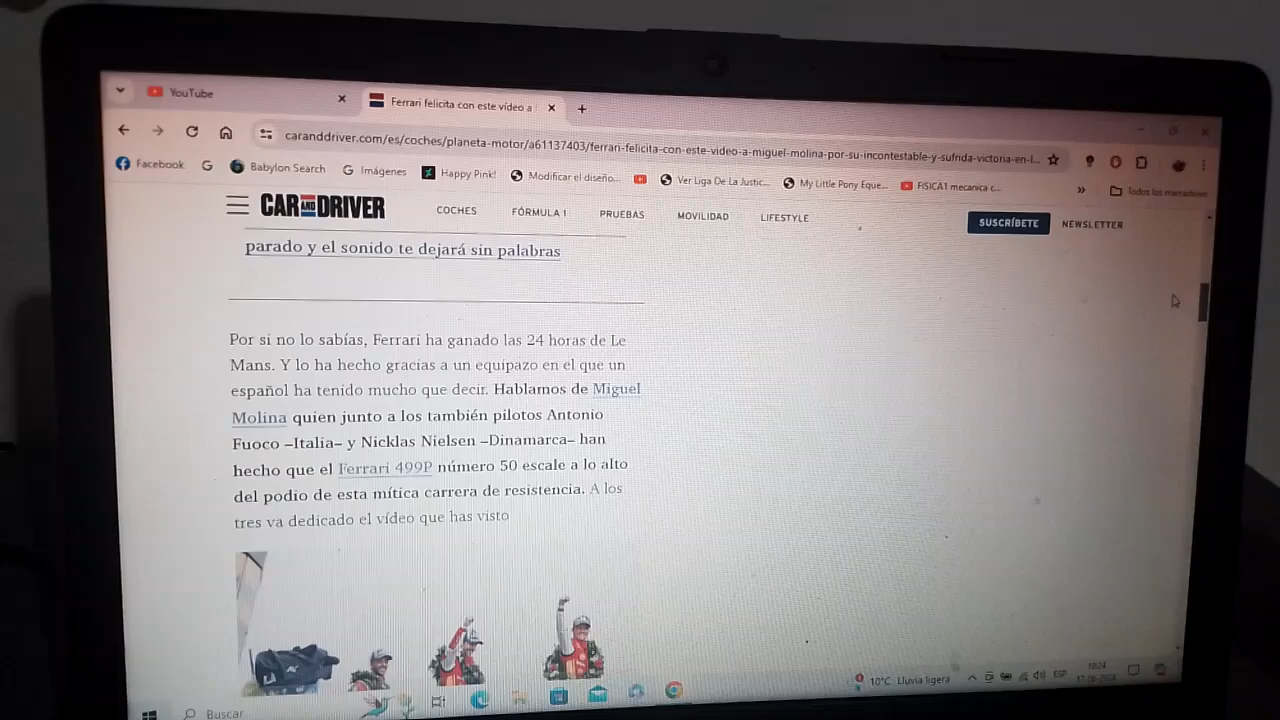 YouTube
Ferrari felicita con este vídeo a
caranddriver.com/es/coches/planeta-motor/a61137403/ferrari-felicita-con-este-video-a-miguel-molina-por-su-incontestable-y-sufrida-victoria-en-l...
Facebook
Babylon Search
Imágenes
Happy Pink!
Modificar el diseño...
Ver Liga De La Justic...
My Little Pony Eque...
FISICA1 mecanica c...
Todos los marcadores
CAR AND DRIVER
COCHES
FÓRMULA 1
PRUEBAS
MOVILIDAD
LIFESTYLE
SUSCRÍBETE
NEWSLETTER
parado y el sonido te dejará sin palabras
Por si no lo sabías, Ferrari ha ganado las 24 horas de Le
Mans. Y lo ha hecho gracias a un equipazo en el que un
español ha tenido mucho que decir. Hablamos de Miguel
Molina quien junto a los también pilotos Antonio
Fuoco –Italia– y Nicklas Nielsen –Dinamarca– han
hecho que el Ferrari 499P número 50 escale a lo alto
del podio de esta mítica carrera de resistencia. A los
tres va dedicado el vídeo que has visto
10°C Lluvia ligera
ESP
17-06-2024
Buscar